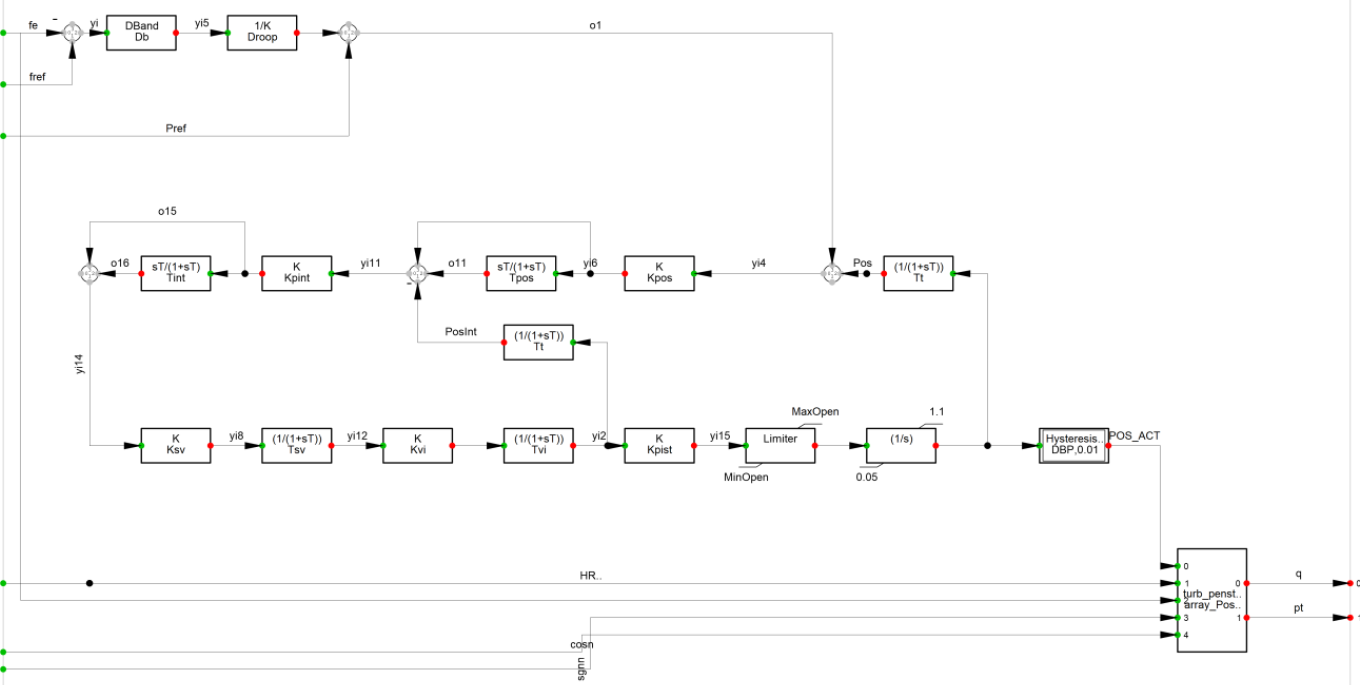 fe
-
yi
DBand
Db
yi5
1/K
Droop
o1
fref
Pref
o15
o16
sT/(1+sT)
Tint
K
Kpint
yi11
o11
sT/(1+sT)
Tpos
yi6
K
Kpos
yi4
Pos
(1/(1+sT))
Tt
-
PosInt
(1/(1+sT))
Tt
yi14
K
Ksv
yi8
(1/(1+sT))
Tsv
yi12
K
Kvi
(1/(1+sT))
Tvi
yi2
K
Kpist
yi15
MaxOpen
Limiter
MinOpen
1.1
(1/s)
0.05
Hysteresis..
DBP,0.01
POS_ACT
HR..
cosn
sgnn
0
1
2
3
4
turb_penst..
array_Pos..
0
1
q
pt